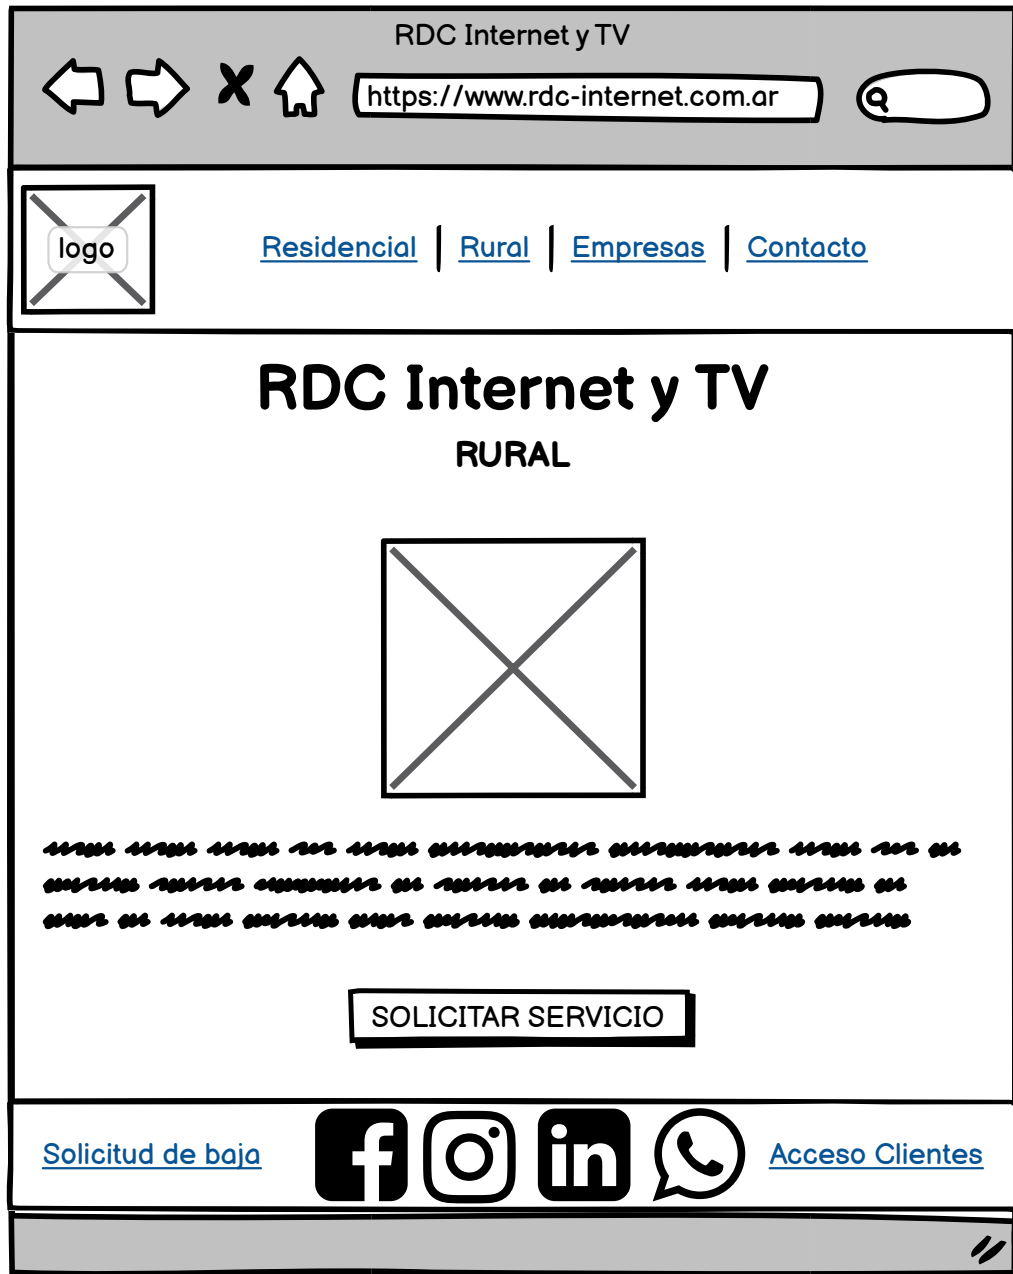 RDC Internet y TV
https://www.rdc-internet.com.ar
logo
Residencial | Rural | Empresas | Contacto
RDC Internet y TV
RURAL
SOLICITAR SERVICIO
Solicitud de baja
in
Acceso Clientes